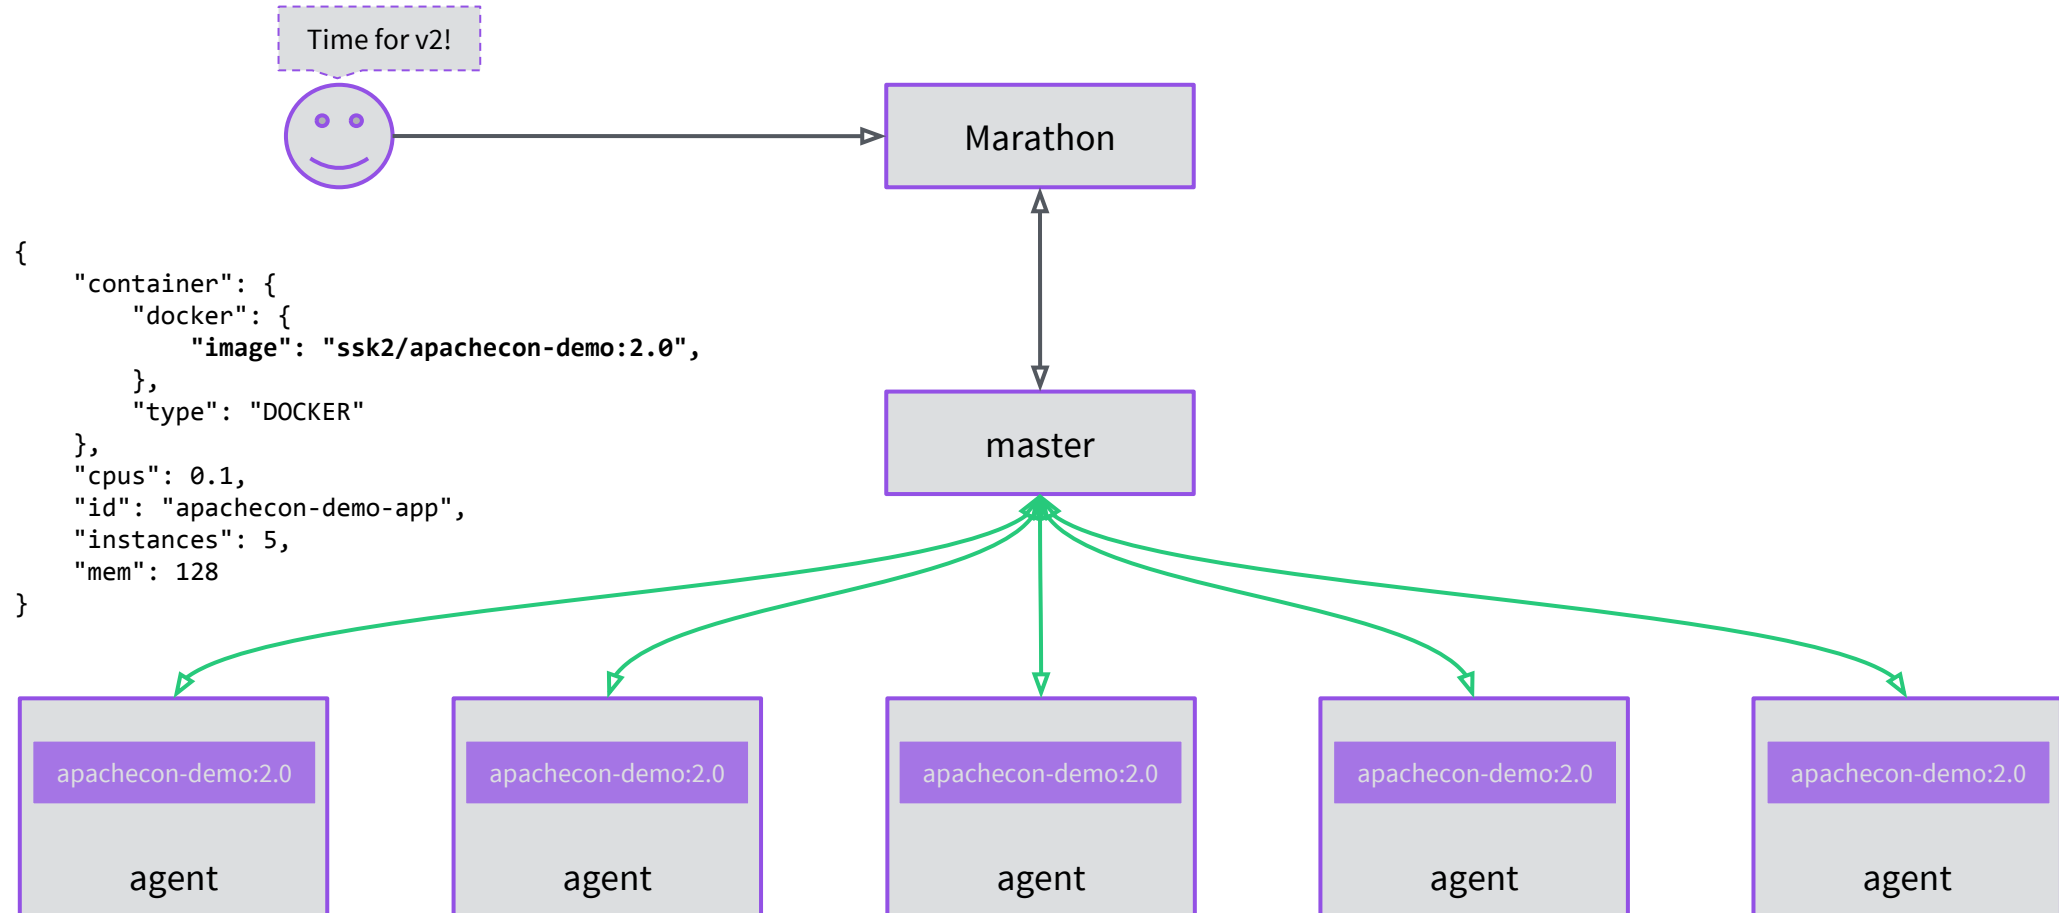 Time for v2!
Marathon
{
    "container": {
        "docker": {
            "image": "ssk2/apachecon-demo:2.0",
        },
        "type": "DOCKER"
    },
    "cpus": 0.1,
    "id": "apachecon-demo-app",
    "instances": 5,
    "mem": 128
}
master
apachecon-demo:2.0
agent
apachecon-demo:2.0
agent
apachecon-demo:2.0
agent
apachecon-demo:2.0
agent
apachecon-demo:2.0
agent